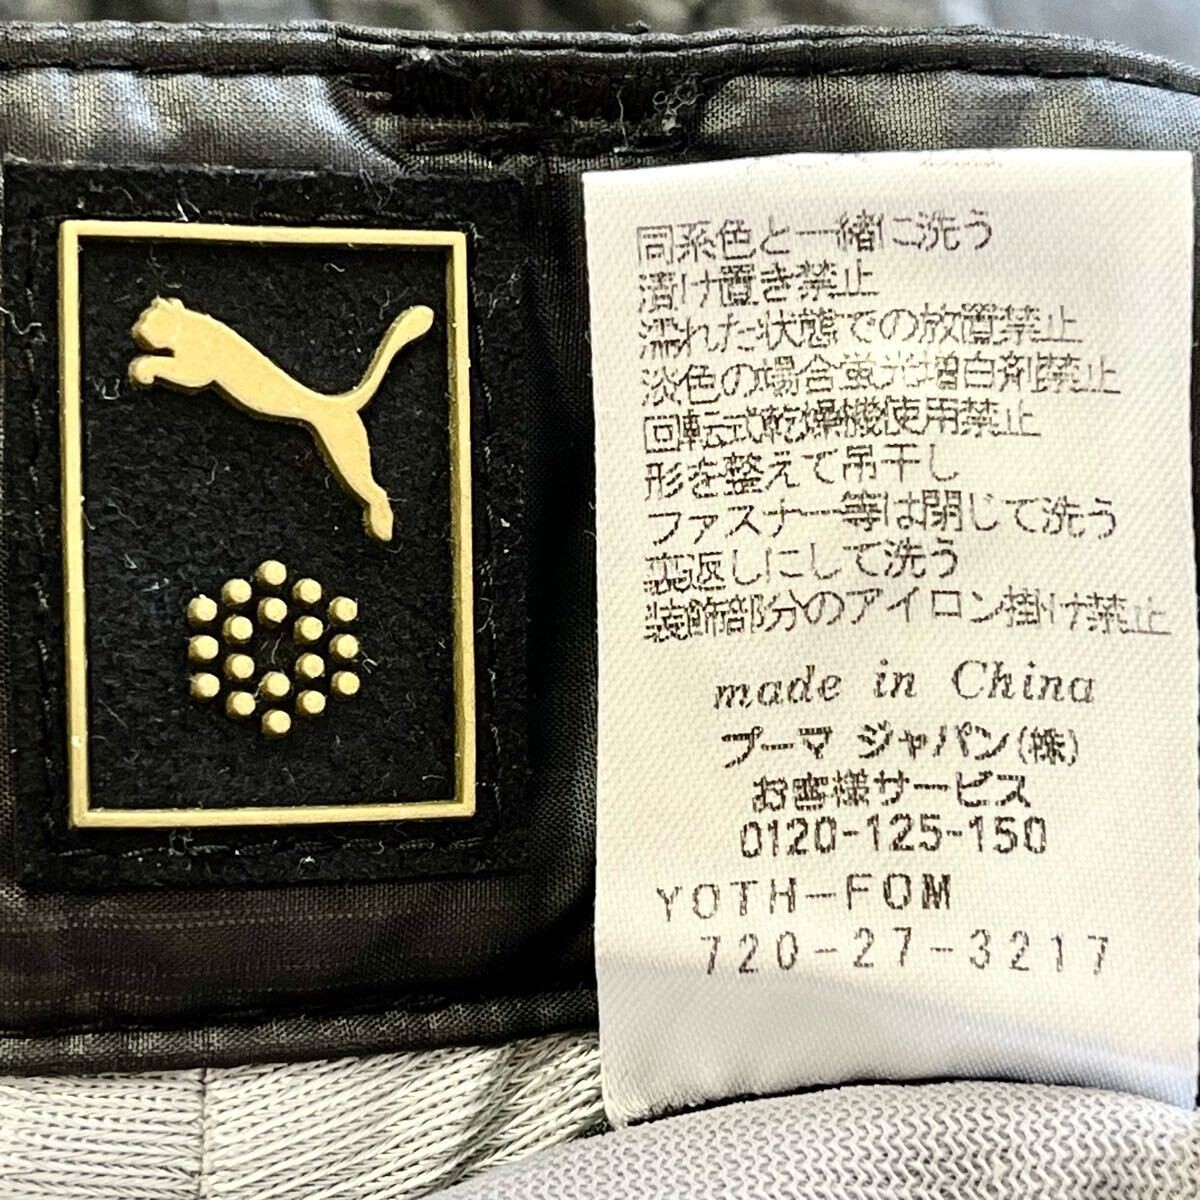 同系色と一緒に洗う
漬け置き禁止
濡れた状態での放置禁止
淡色の場合蛍光増白剤禁止
回転式乾燥機使用禁止
形を整えて吊干し
ファスナー等は閉じて洗う
裏返しにして洗う
装飾部分のアイロン掛け禁止
made in China
プーマ ジャパン(株)
お客様サービス
0120-125-150
YOTH-FOM
720-27-3217